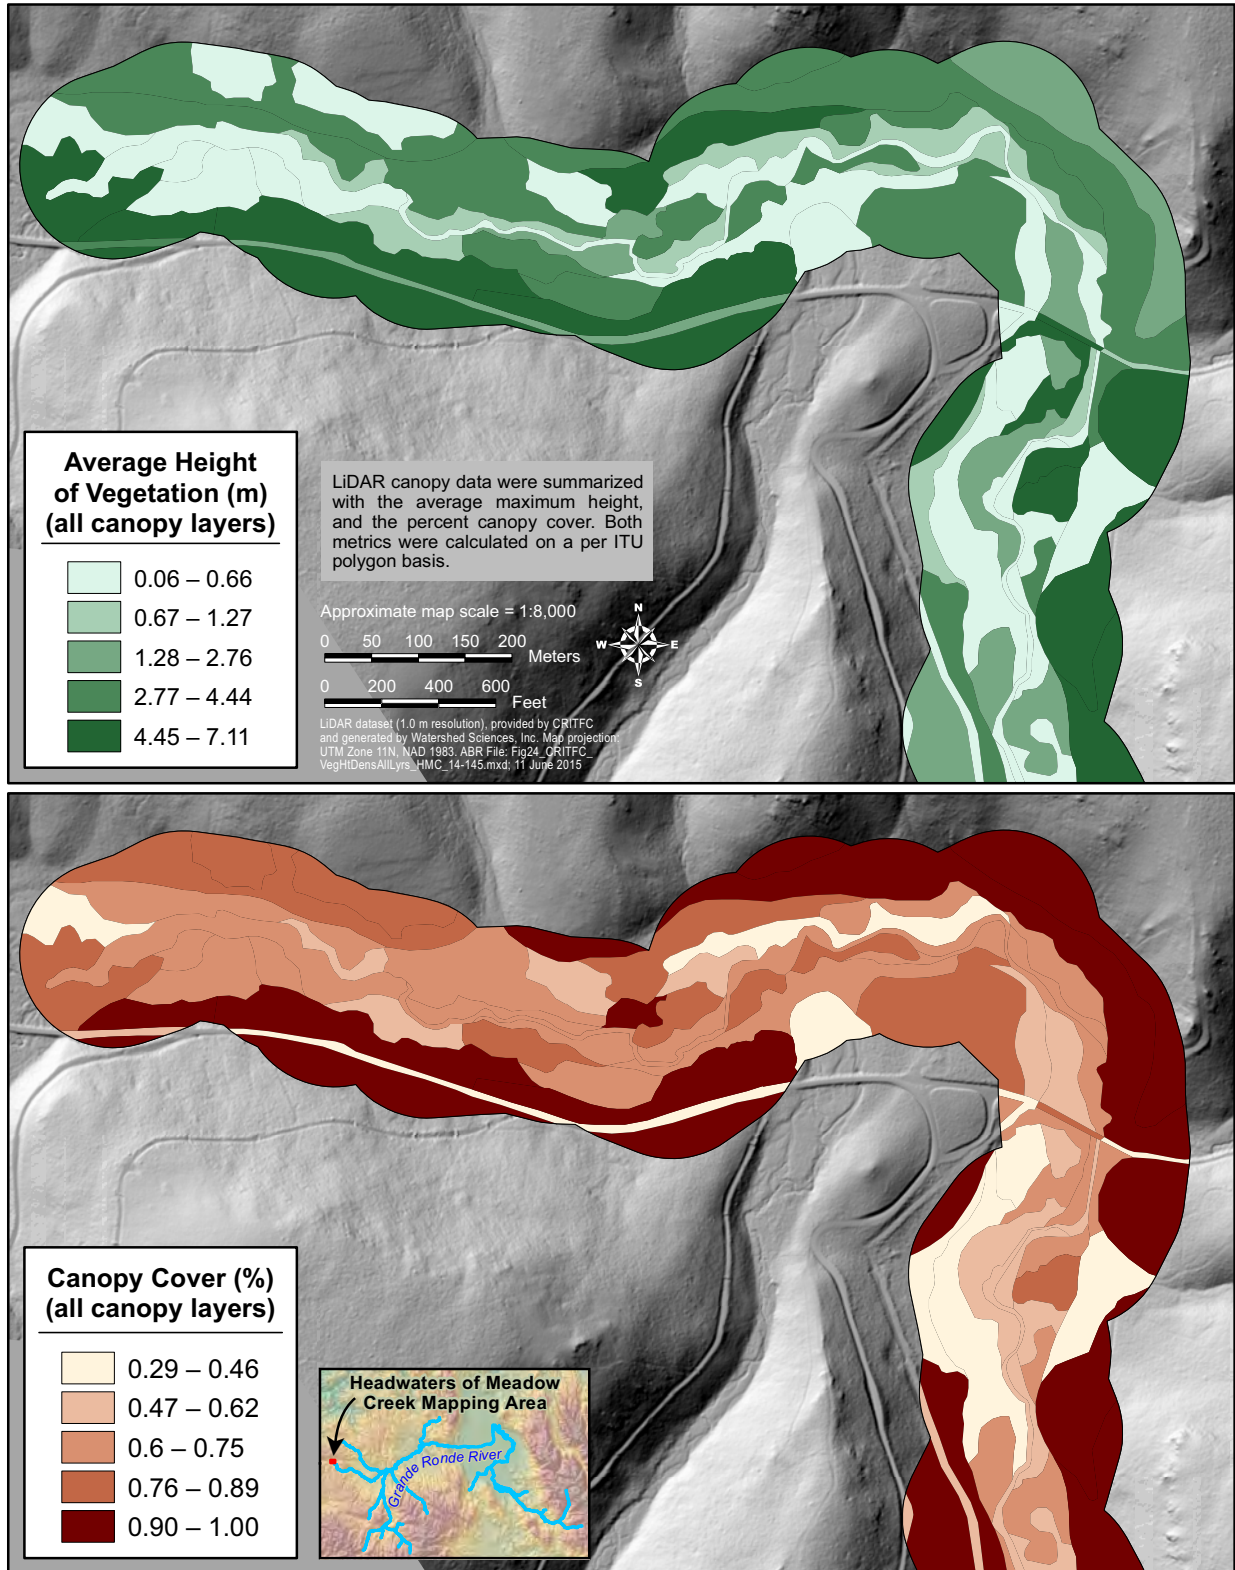 Average Height
of Vegetation (m)
(all canopy layers)
0.06 – 0.66
0.67 – 1.27
1.28 – 2.76
2.77 – 4.44
4.45 – 7.11
LiDAR canopy data were summarized
with the average maximum height,
and the percent canopy cover. Both
metrics were calculated on a per ITU
polygon basis.
Approximate map scale = 1:8,000
0 50 100 150 200
Meters
0 200 400 600
Feet
N
W E
S
LiDAR dataset (1.0 m resolution), provided by CRITFC
and generated by Watershed Sciences, Inc. Map projection:
UTM Zone 11N, NAD 1983. ABR File: Fig24_CRITFC_
VegHtDensAllLyrs_HMC_14-145.mxd; 11 June 2015
Canopy Cover (%)
(all canopy layers)
0.29 – 0.46
0.47 – 0.62
0.6 – 0.75
0.76 – 0.89
0.90 – 1.00
Headwaters of Meadow
Creek Mapping Area
Grande Ronde River